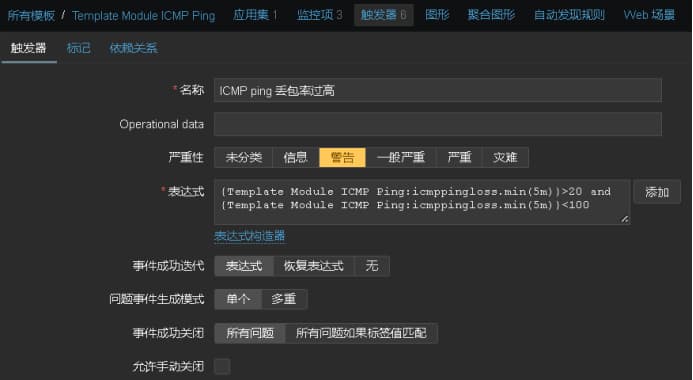 所有模板 / Template Module ICMP Ping 应用集 1 监控项 3 触发器 6 图形 聚合图形 自动发现规则 Web 场景
触发器 标记 依赖关系
* 名称 ICMP ping 丢包率过高
Operational data
严重性 未分类 信息 警告 一般严重 严重 灾难
* 表达式 {Template Module ICMP Ping:icmppingloss.min(5m)}>20 and 添加
{Template Module ICMP Ping:icmppingloss.min(5m)}<100
表达式构造器
事件成功迭代 表达式 恢复表达式 无
问题事件生成模式 单个 多重
事件成功关闭 所有问题 所有问题如果标签值匹配
允许手动关闭